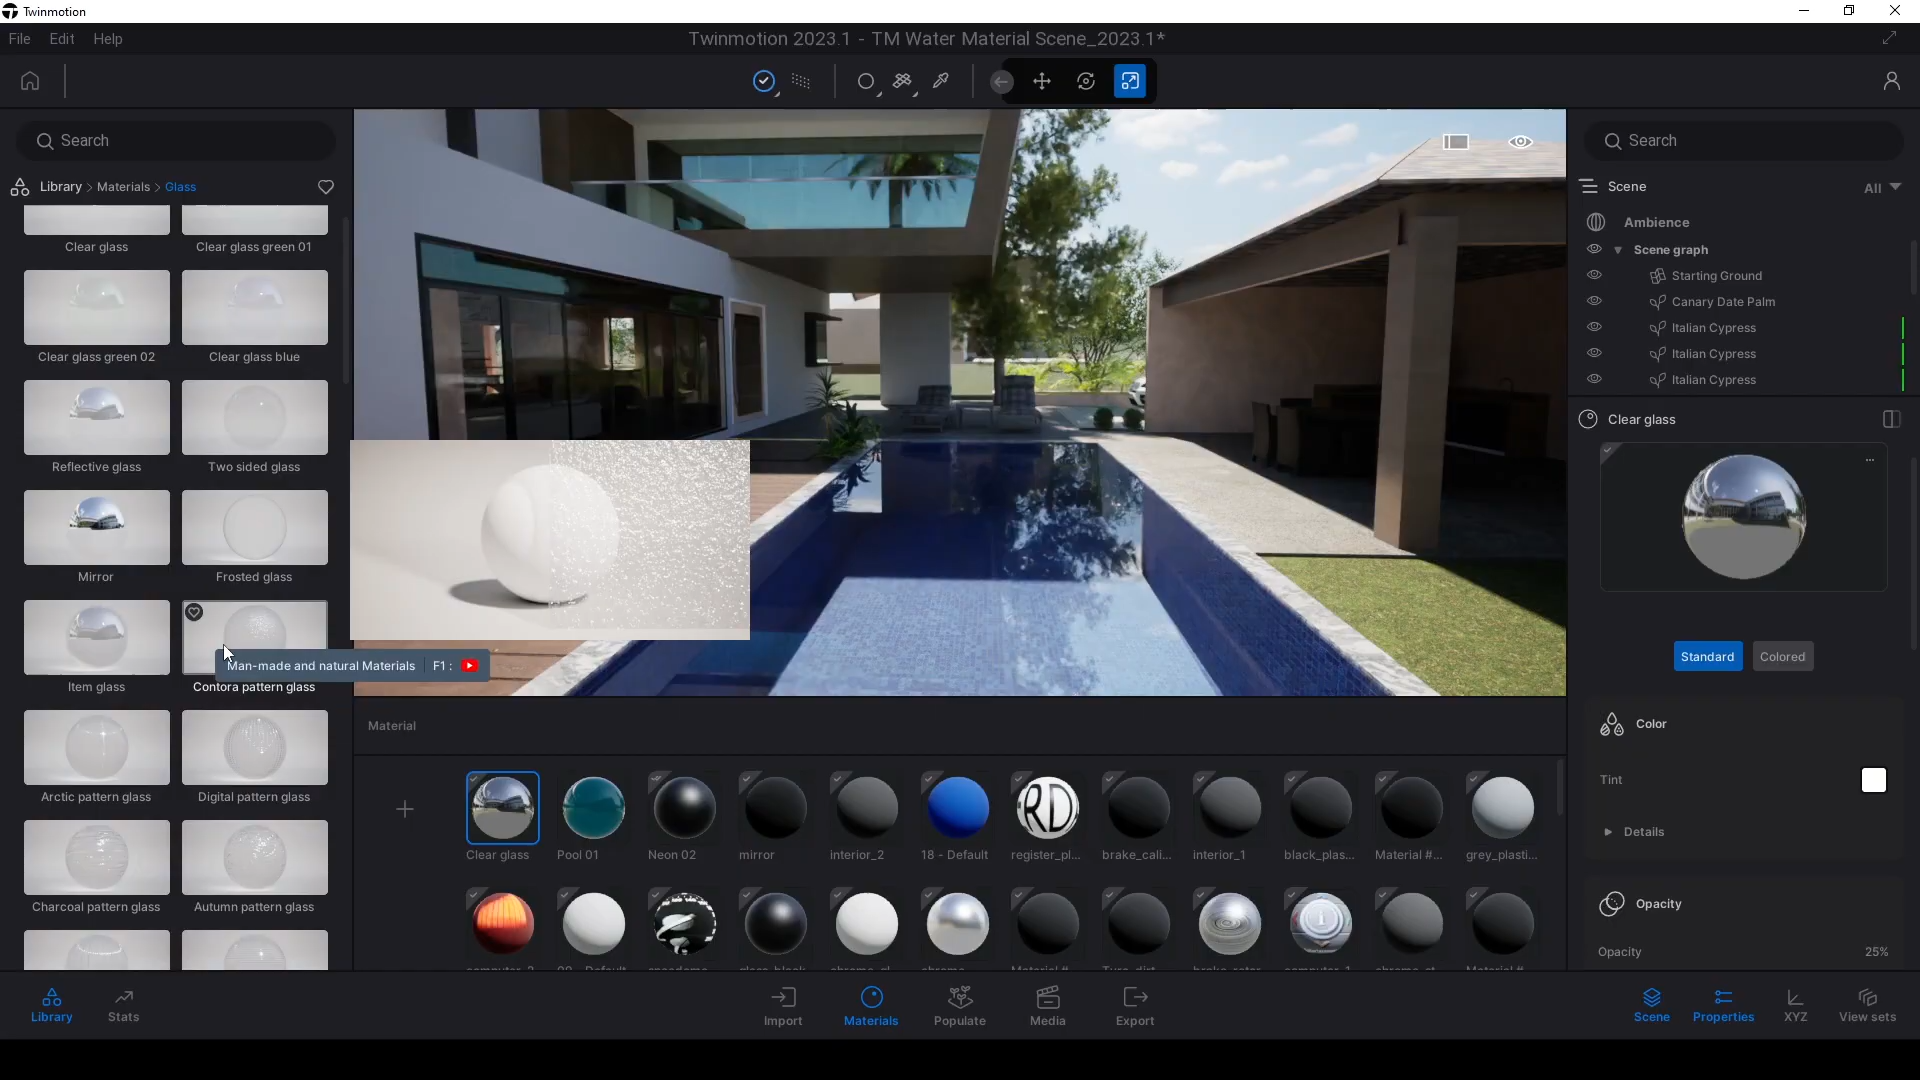 Twinmotion
File Edit Help
Twinmotion 2023.1 - TM Water Material Scene_2023.1*
Search
Library > Materials > Glass
Clear glass
Clear glass green 01
Clear glass green 02
Clear glass blue
Reflective glass
Two sided glass
Mirror
Frosted glass
Item glass
Contora pattern glass
Man-made and natural Materials F1 :
Arctic pattern glass
Digital pattern glass
Charcoal pattern glass
Autumn pattern glass
Material
Clear glass
Pool 01
Neon 02
mirror
interior_2
18 - Default
register_pl...
brake_cali...
interior_1
black_plas...
Material #...
grey_plasti...
RD
Search
Scene
All
Ambience
Scene graph
Starting Ground
Canary Date Palm
Italian Cypress
Italian Cypress
Italian Cypress
Clear glass
...
Standard
Colored
Color
Tint
Details
Opacity
Opacity 25%
Library
Stats
Import
Materials
Populate
Media
Export
Scene
Properties
XYZ
View sets